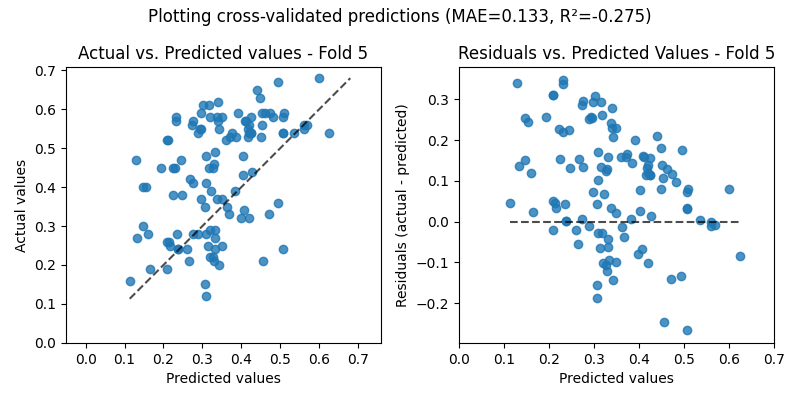 Plotting cross-validated predictions (MAE=0.133, R²=-0.275)
Actual vs. Predicted values - Fold 5
Residuals vs. Predicted Values - Fold 5
Actual values
0.7
0.6
0.5
0.4
0.3
0.2
0.1
0.0
0.0 0.1 0.2 0.3 0.4 0.5 0.6 0.7
Predicted values
Residuals (actual - predicted)
0.3
0.2
0.1
0.0
−0.1
−0.2
0.0 0.1 0.2 0.3 0.4 0.5 0.6 0.7
Predicted values